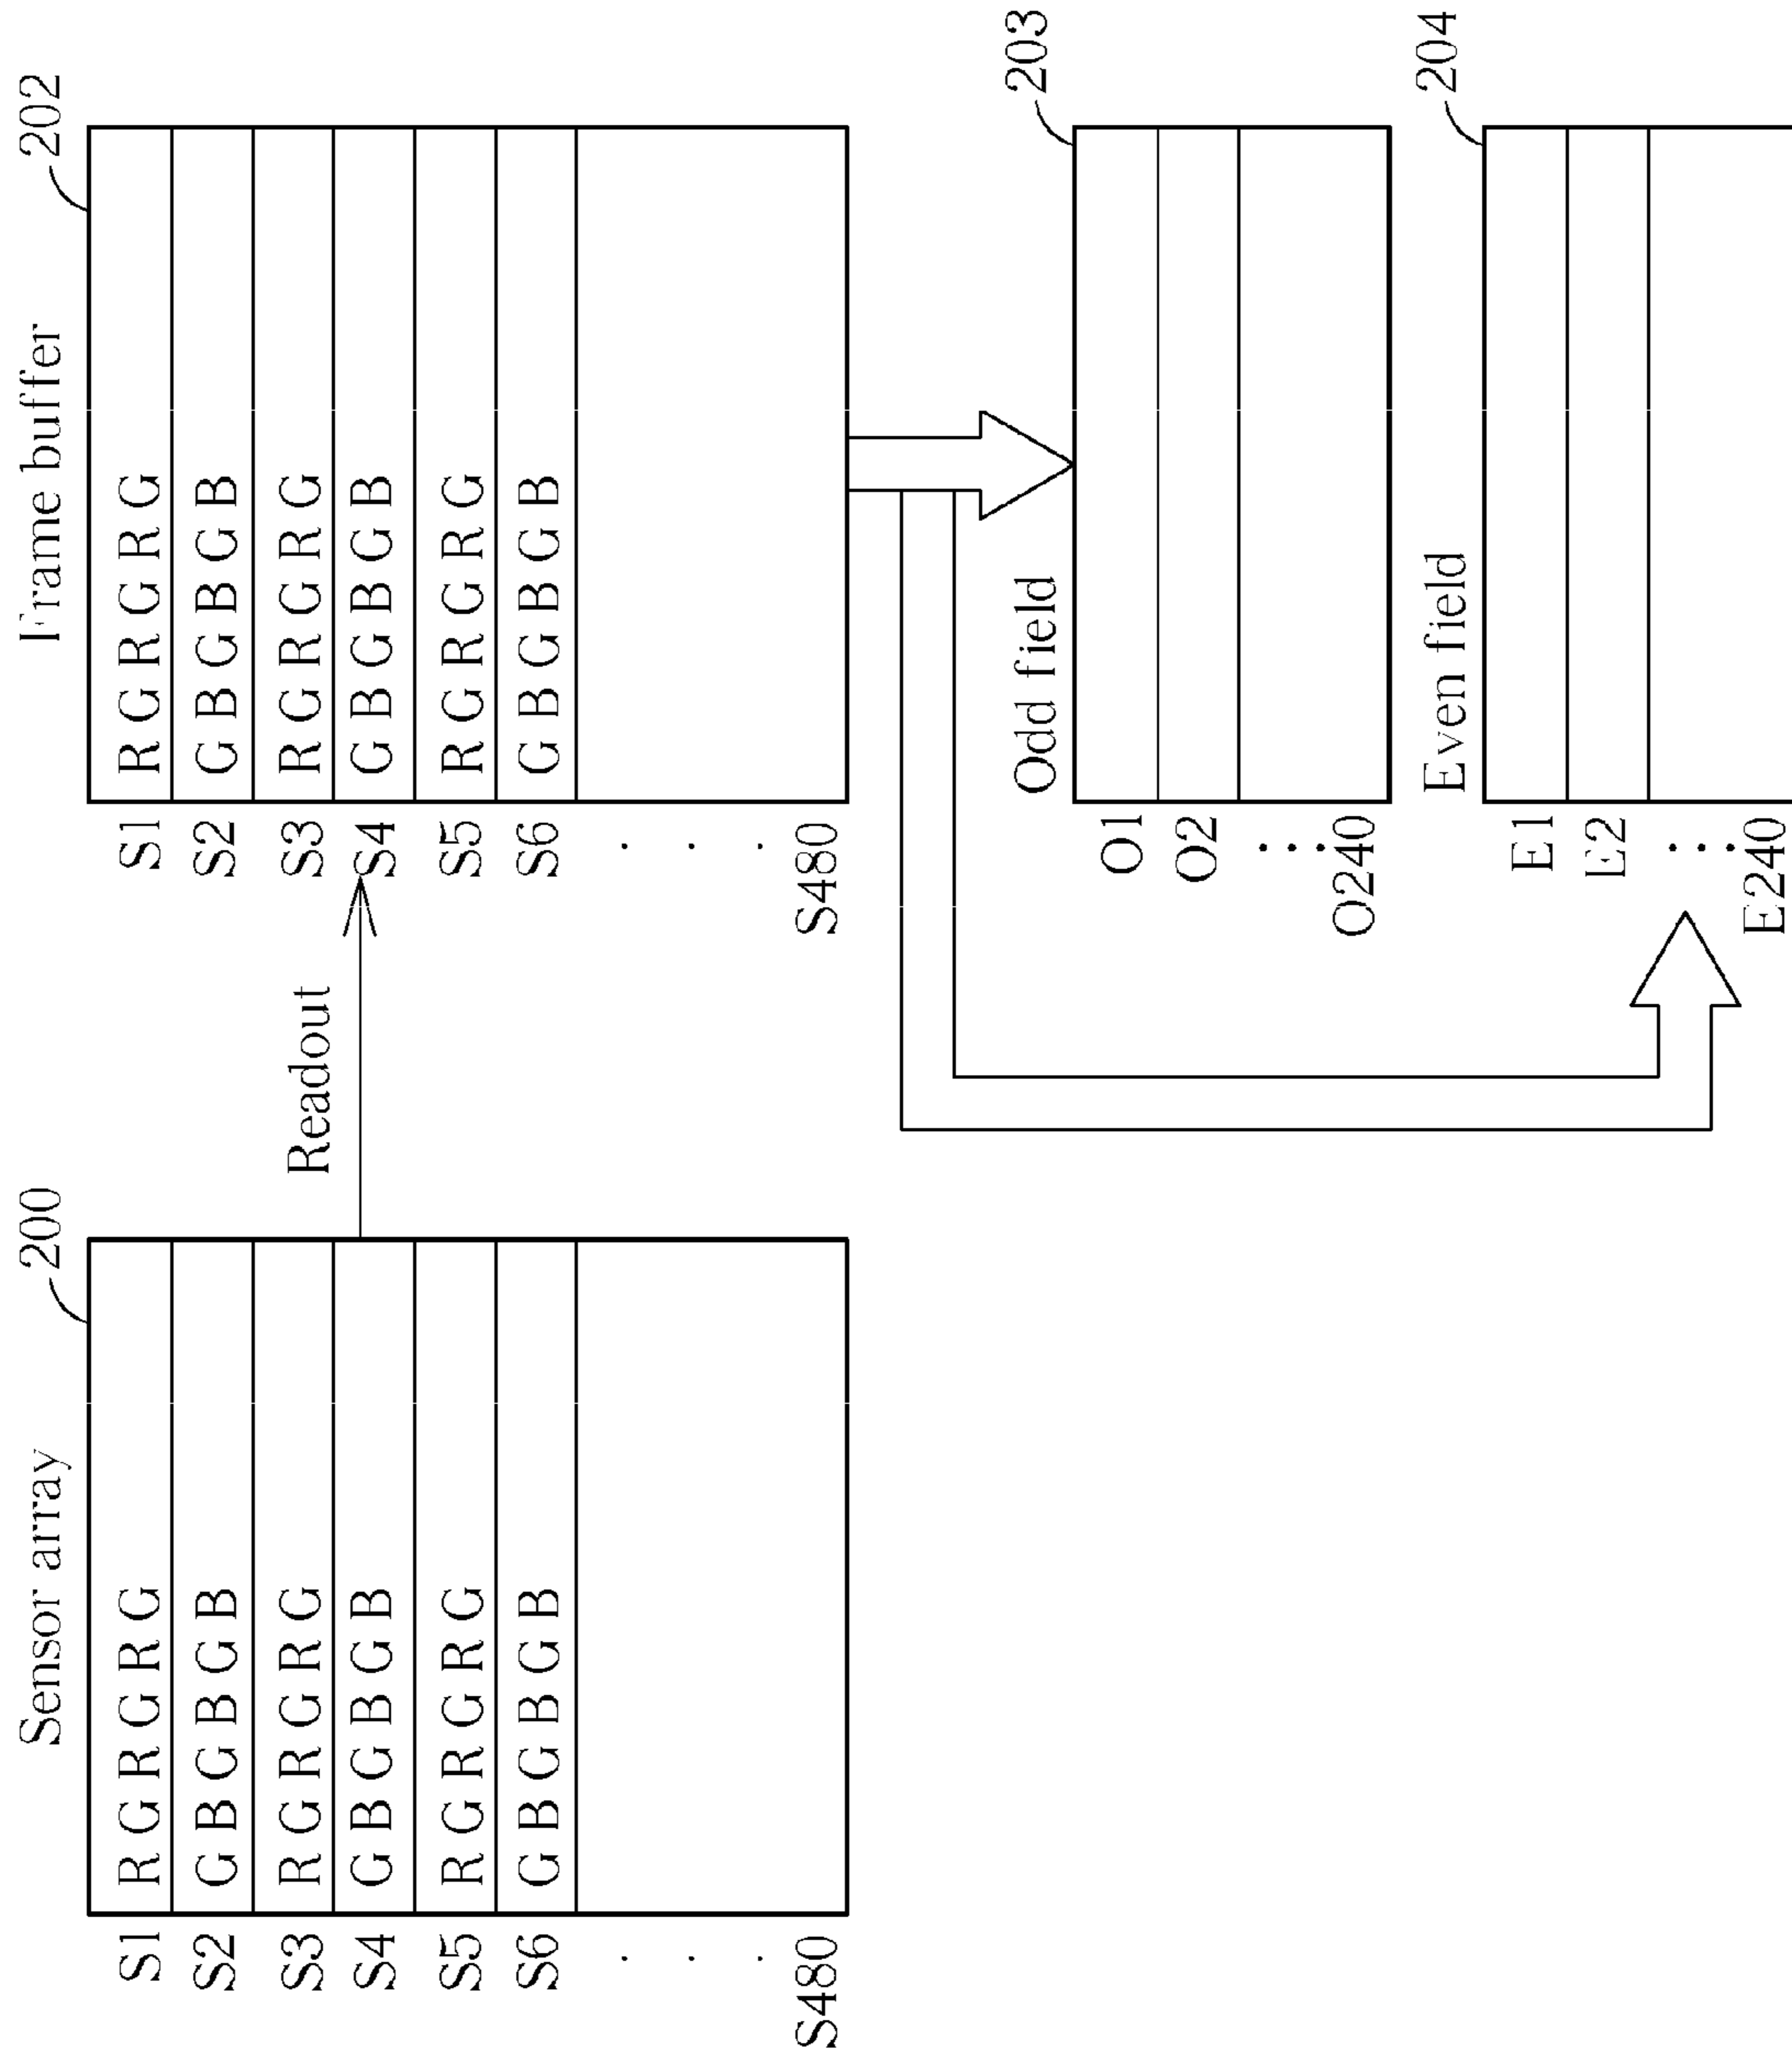 Sensor array
200
S1 R G R G R G
S2 G B G B G B
S3 R G R G R G
S4 G B G B G B
S5 R G R G R G
S6 G B G B G B
.
.
.
S480
Readout
Frame buffer
202
S1 R G R G R G
S2 G B G B G B
S3 R G R G R G
S4 G B G B G B
S5 R G R G R G
S6 G B G B G B
.
.
.
S480
Odd field
203
O1
O2
⋮
O240
Even field
204
E1
E2
⋮
E240